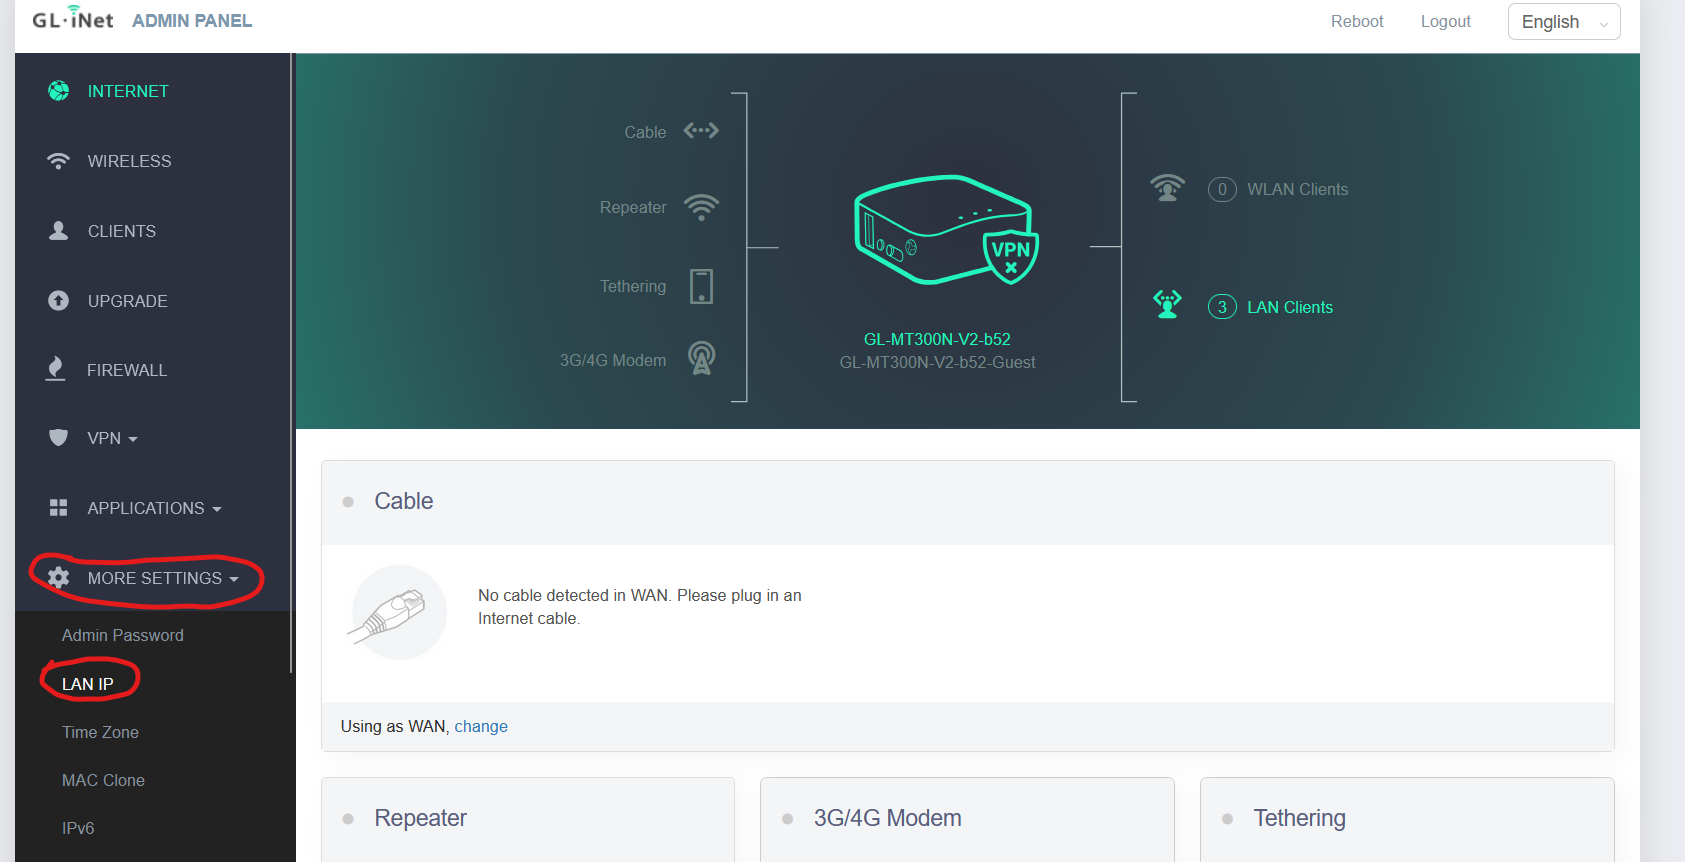 GL·iNet ADMIN PANEL
Reboot
Logout
English
INTERNET
WIRELESS
CLIENTS
UPGRADE
FIREWALL
VPN
APPLICATIONS
MORE SETTINGS
Admin Password
LAN IP
Time Zone
MAC Clone
IPv6
Cable
Repeater
Tethering
3G/4G Modem
VPN
GL-MT300N-V2-b52
GL-MT300N-V2-b52-Guest
0 WLAN Clients
3 LAN Clients
Cable
No cable detected in WAN. Please plug in an
Internet cable.
Using as WAN, change
Repeater
3G/4G Modem
Tethering